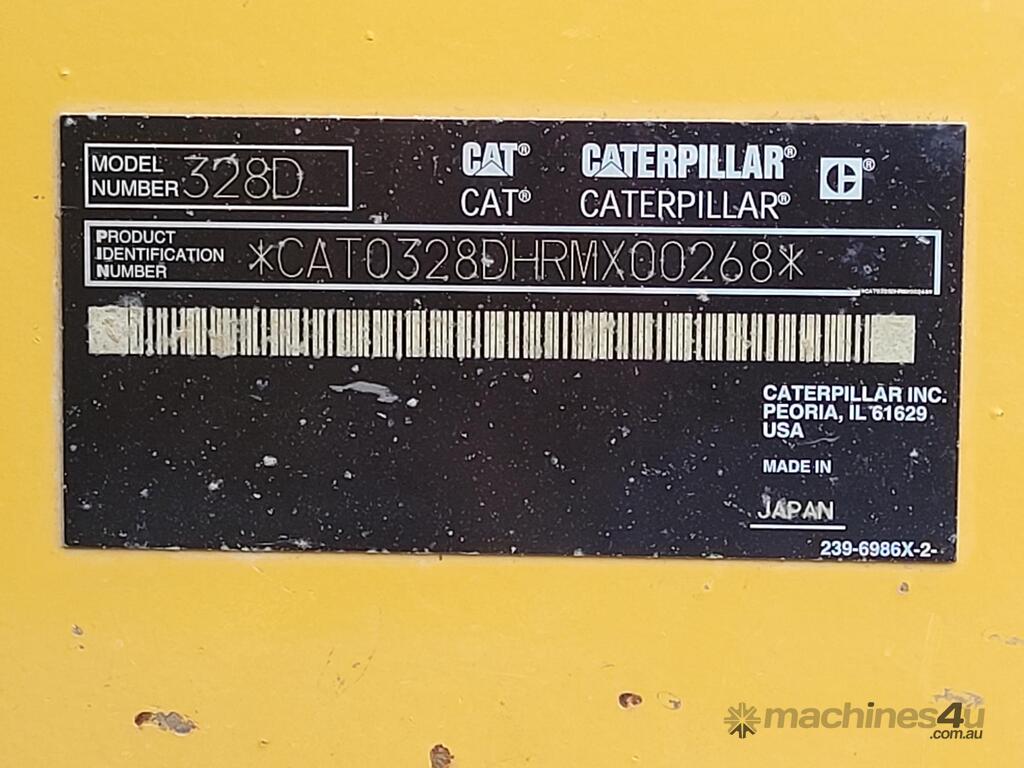 MODEL
NUMBER 328D
CAT® CATERPILLAR® ®
CAT® CATERPILLAR®
PRODUCT
IDENTIFICATION
NUMBER *CAT0328DHRMX00268*
CATERPILLAR INC.
PEORIA, IL 61629
USA
MADE IN
JAPAN
239-6986X-2-
machines4u
.com.au